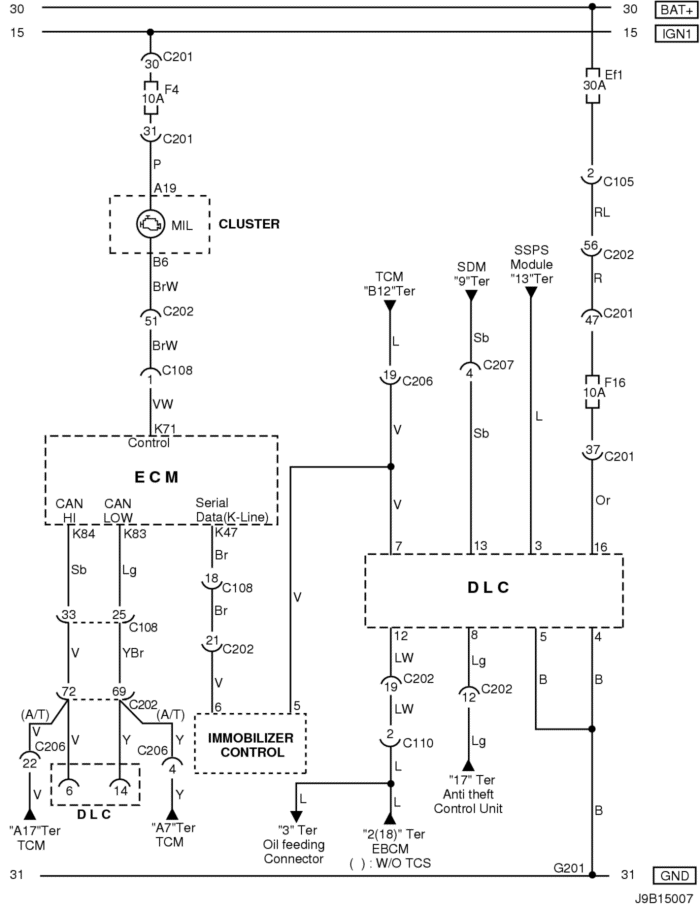 30 30 BAT+
15 15 IGN1
30 C201
F4
10A
31 C201
P
A19
MIL CLUSTER
B6
BrW
51 C202
BrW
1 C108
VW
K71
Control
ECM
CAN HI
CAN LOW
Serial Data(K-Line)
K84 K83 K47
Sb Lg Br
18 C108
Br
33 25 C108
21 C202
V YBr V
72 69 C202
(A/T) (A/T)
V V Y Y
C206 C206
22 4
6 14
DLC
V Y
"A17"Ter
TCM
"A7"Ter
TCM
6 5
IMMOBILIZER
CONTROL
V
TCM
"B12"Ter
L
19 C206
V
V
7
SDM
"9"Ter
Sb
4 C207
Sb
13
SSPS
Module
"13"Ter
L
3
Ef1
30A
2 C105
RL
56 C202
R
47 C201
F16
10A
37 C201
Or
16
DLC
12 8 5 4
LW Lg B B
19 C202
12 C202
LW
2 C110
Lg
L
L L
"3" Ter
Oil feeding
Connector
"2(18)" Ter
EBCM
( ) : W/O TCS
"17" Ter
Anti theft
Control Unit
B
G201
31 31 GND
J9B15007